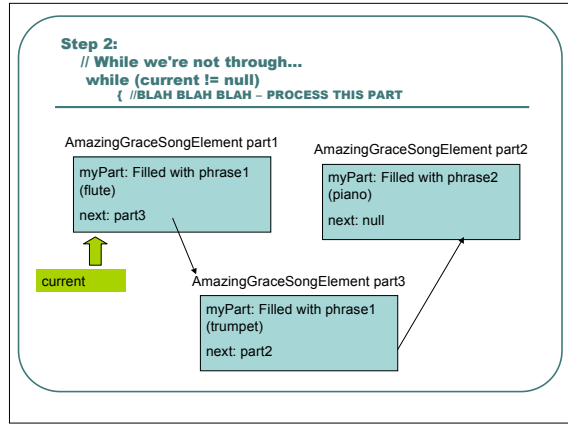 Step 2:
// While we're not through...
while (current != null)
{ //BLAH BLAH BLAH – PROCESS THIS PART
AmazingGraceSongElement part1
myPart: Filled with phrase1
(flute)
next: part3
current
AmazingGraceSongElement part2
myPart: Filled with phrase2
(piano)
next: null
AmazingGraceSongElement part3
myPart: Filled with phrase1
(trumpet)
next: part2